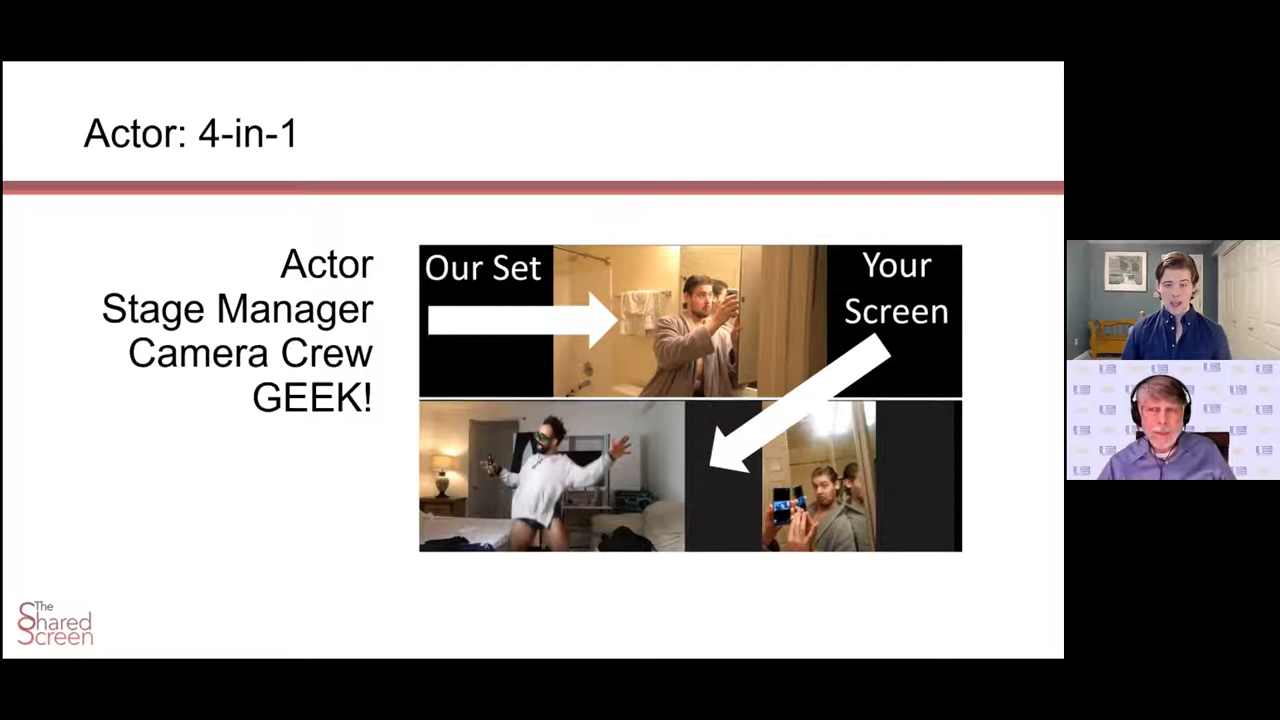 Actor: 4-in-1
Actor
Stage Manager
Camera Crew
GEEK!
Our Set
Your
Screen
The
Shared
Screen